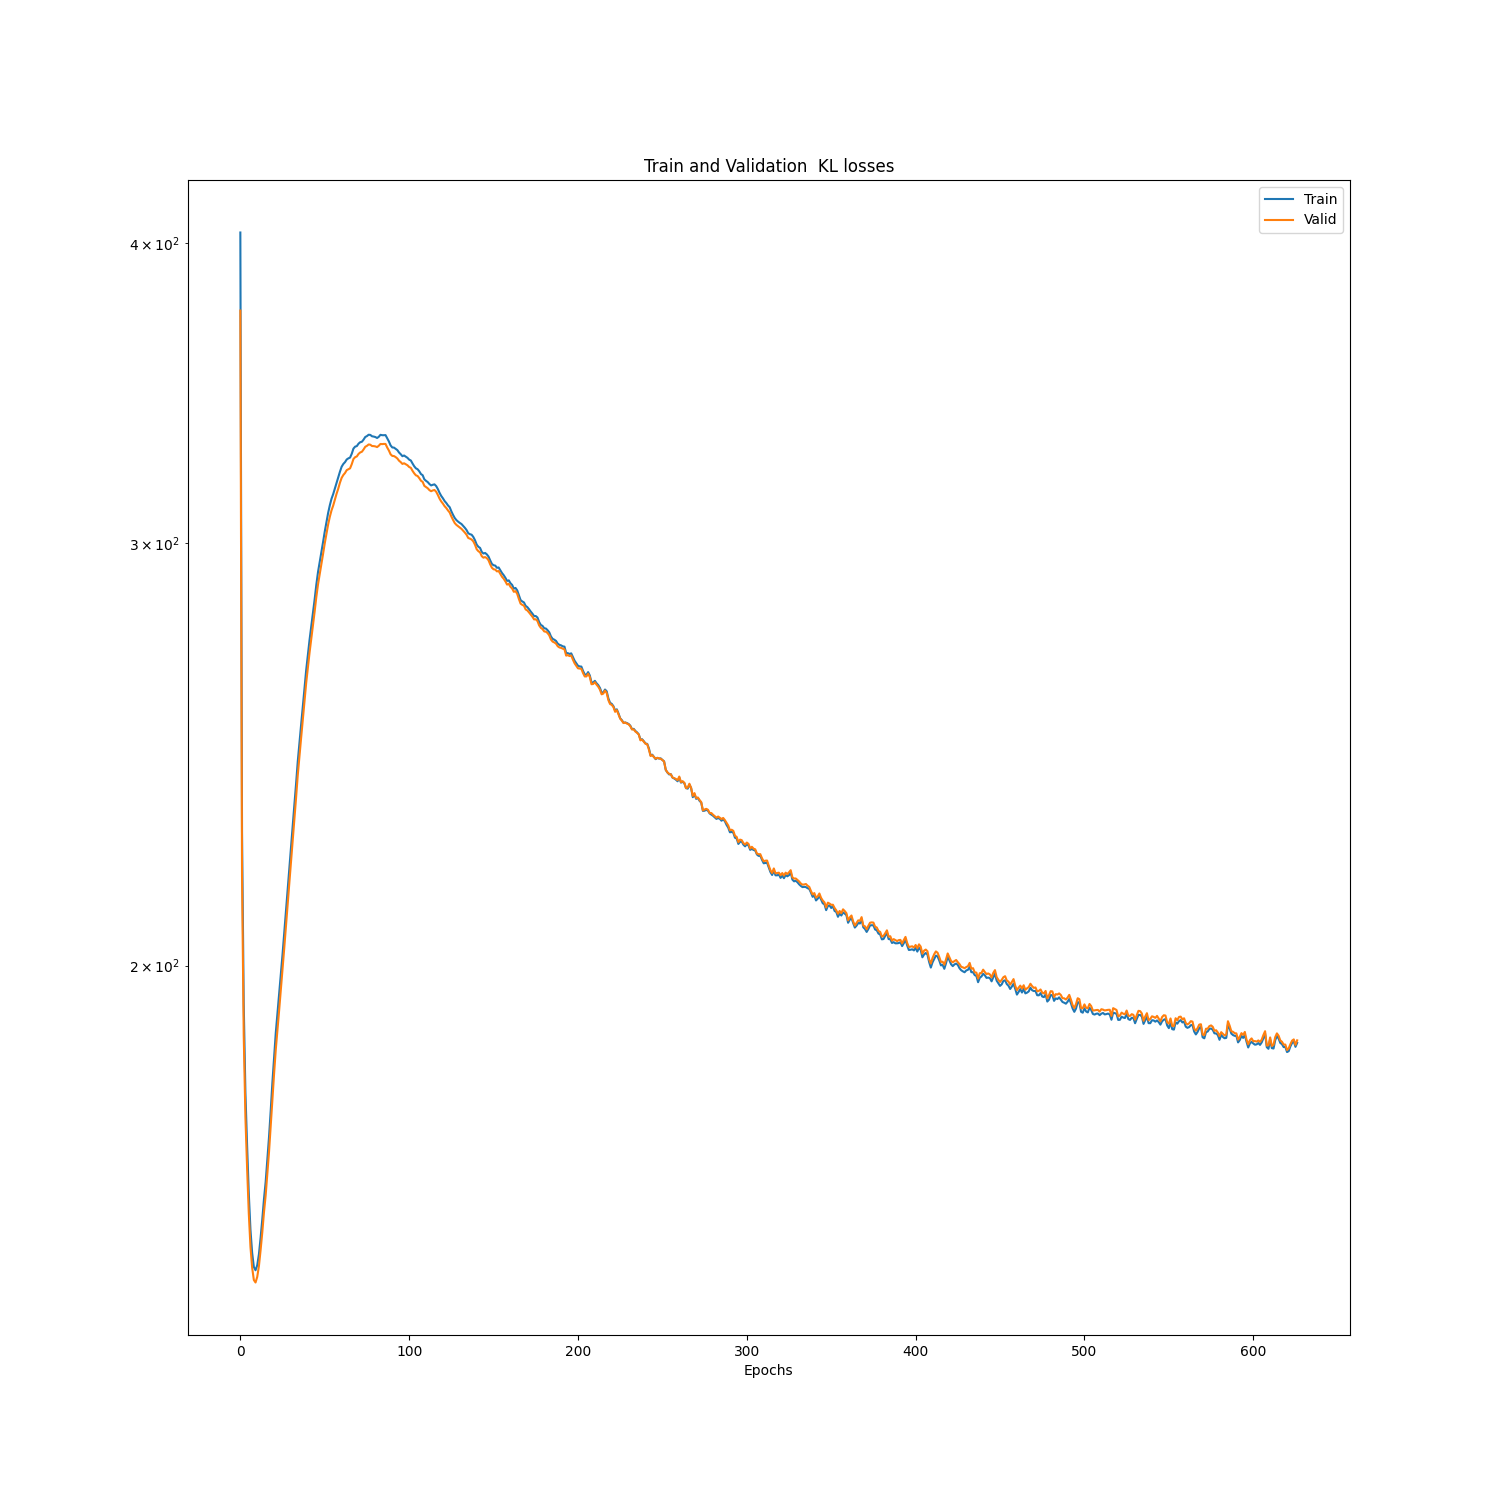 Train and Validation  KL losses
Train
Valid
4 × 10²
3 × 10²
2 × 10²
0 100 200 300 400 500 600
Epochs